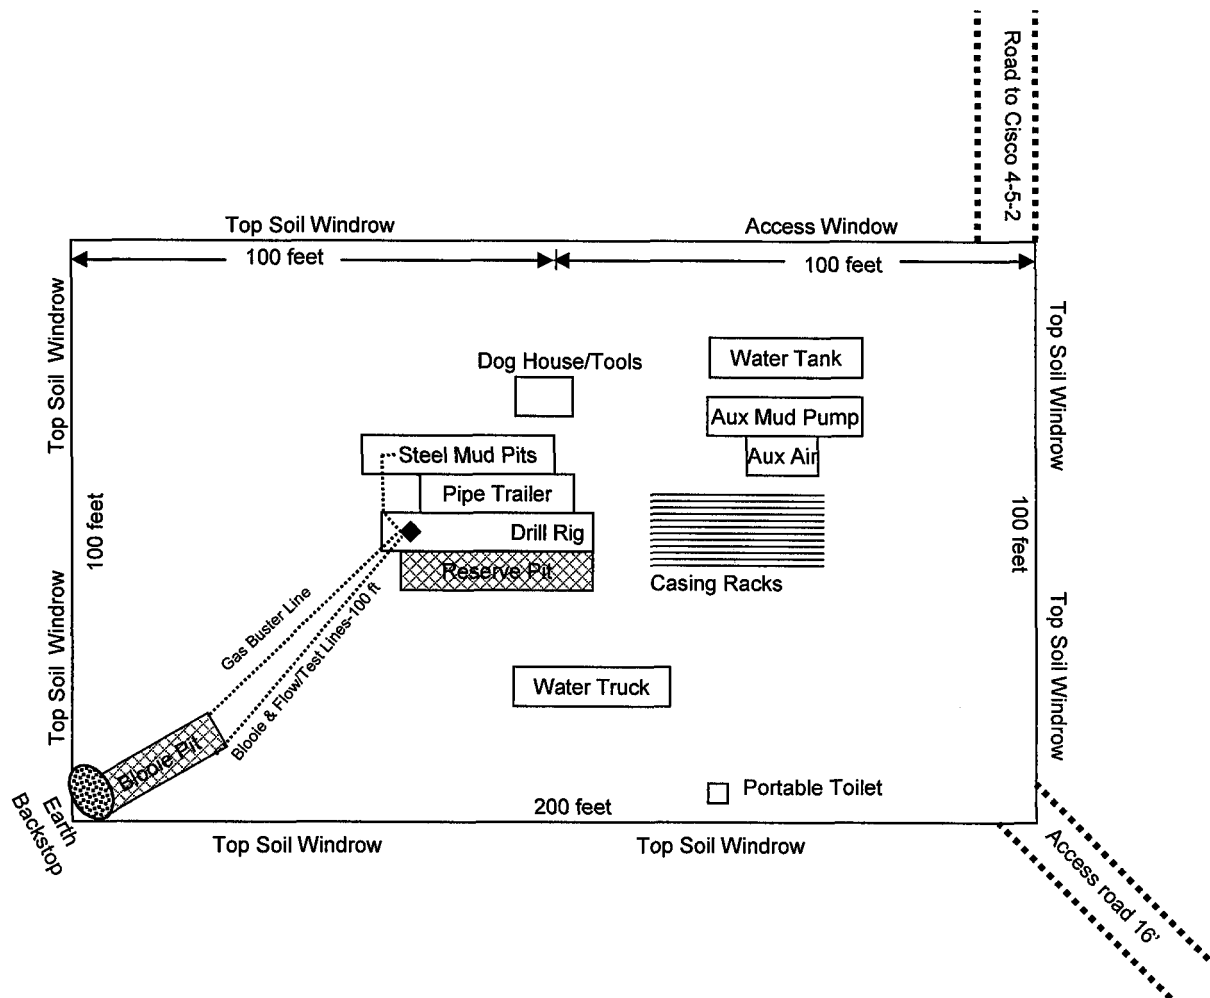 Road to Cisco 4-5-2
Top Soil Windrow
Access Window
100 feet
100 feet
Top Soil Windrow
Top Soil Windrow
Dog House/Tools
Water Tank
Aux Mud Pump
Steel Mud Pits
Aux Air
Pipe Trailer
100 feet
Drill Rig
100 feet
Reserve Pit
Casing Racks
Gas Buster Line
Blooie & Flow/Test Lines-100 ft
Top Soil Windrow
Top Soil Windrow
Water Truck
Blooie Pit
Portable Toilet
200 feet
Earth
Backstop
Top Soil Windrow
Top Soil Windrow
Access road 16'